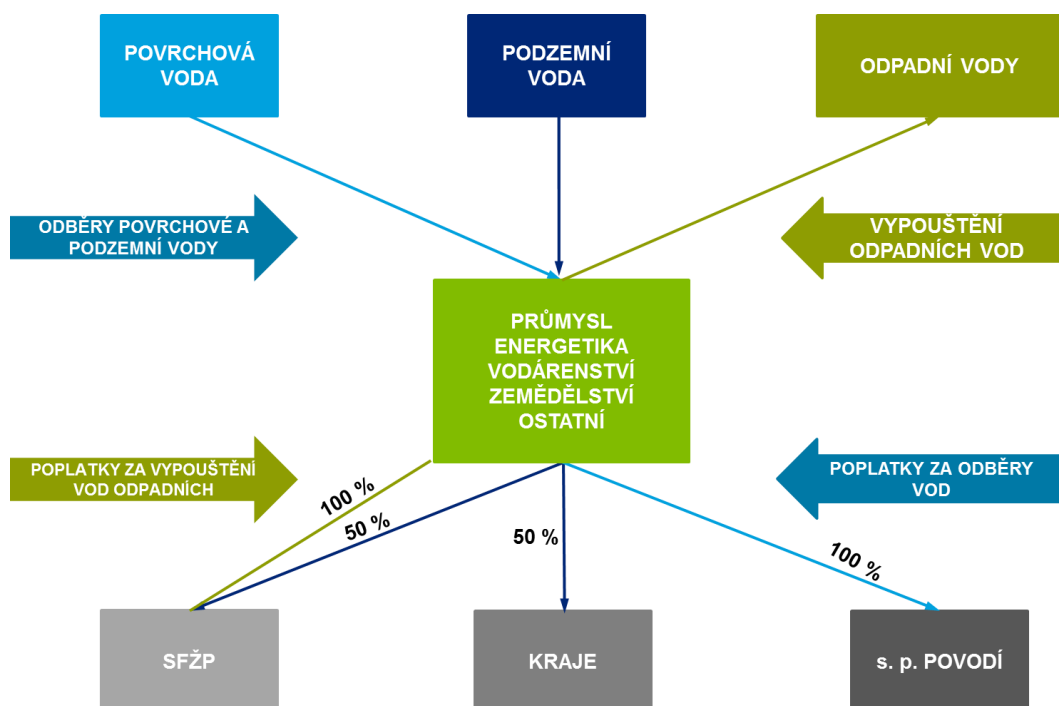 POVRCHOVÁ
VODA
PODZEMNÍ
VODA
ODPADNÍ VODY
ODBĚRY POVRCHOVÉ A
PODZEMNÍ VODY
VYPOUŠTĚNÍ
ODPADNÍCH VOD
PRŮMYSL
ENERGETIKA
VODÁRENSTVÍ
ZEMĚDĚLSTVÍ
OSTATNÍ
POPLATKY ZA VYPOUŠTĚNÍ
VOD ODPADNÍCH
POPLATKY ZA ODBĚRY
VOD
100 %
50 %
50 %
100 %
SFŽP
KRAJE
s. p. POVODÍ